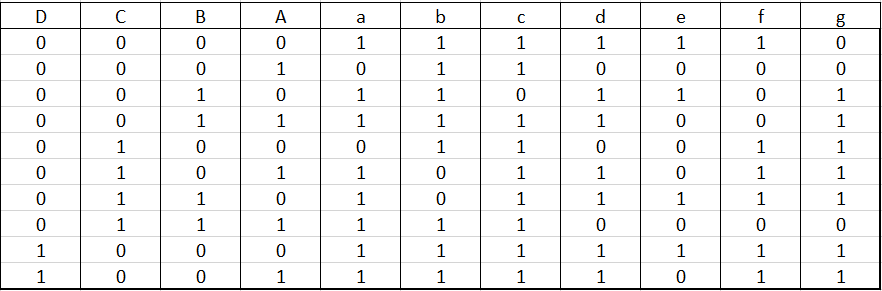 D C B A a b c d e f g
0 0 0 0 1 1 1 1 1 1 0
0 0 0 1 0 1 1 0 0 0 0
0 0 1 0 1 1 0 1 1 0 1
0 0 1 1 1 1 1 1 0 0 1
0 1 0 0 0 1 1 0 0 1 1
0 1 0 1 1 0 1 1 0 1 1
0 1 1 0 1 0 1 1 1 1 1
0 1 1 1 1 1 1 0 0 0 0
1 0 0 0 1 1 1 1 1 1 1
1 0 0 1 1 1 1 1 0 1 1